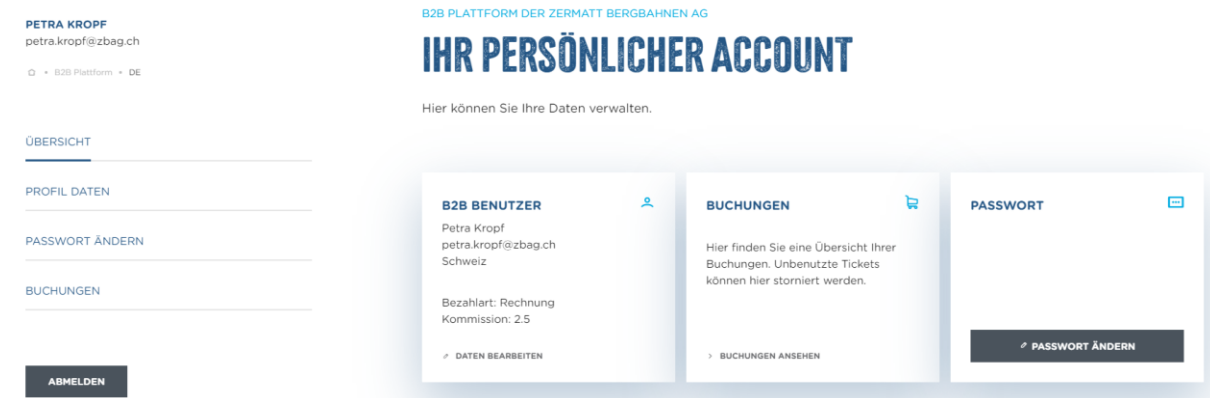 PETRA KROPF
petra.kropf@zbag.ch
B2B Plattform • DE
ÜBERSICHT
PROFIL DATEN
PASSWORT ÄNDERN
BUCHUNGEN
ABMELDEN
B2B PLATTFORM DER ZERMATT BERGBAHNEN AG
IHR PERSÖNLICHER ACCOUNT
Hier können Sie Ihre Daten verwalten.
B2B BENUTZER
Petra Kropf
petra.kropf@zbag.ch
Schweiz
Bezahlart: Rechnung
Kommission: 2.5
DATEN BEARBEITEN
BUCHUNGEN
Hier finden Sie eine Übersicht Ihrer
Buchungen. Unbenutzte Tickets
können hier storniert werden.
BUCHUNGEN ANSEHEN
PASSWORT
PASSWORT ÄNDERN